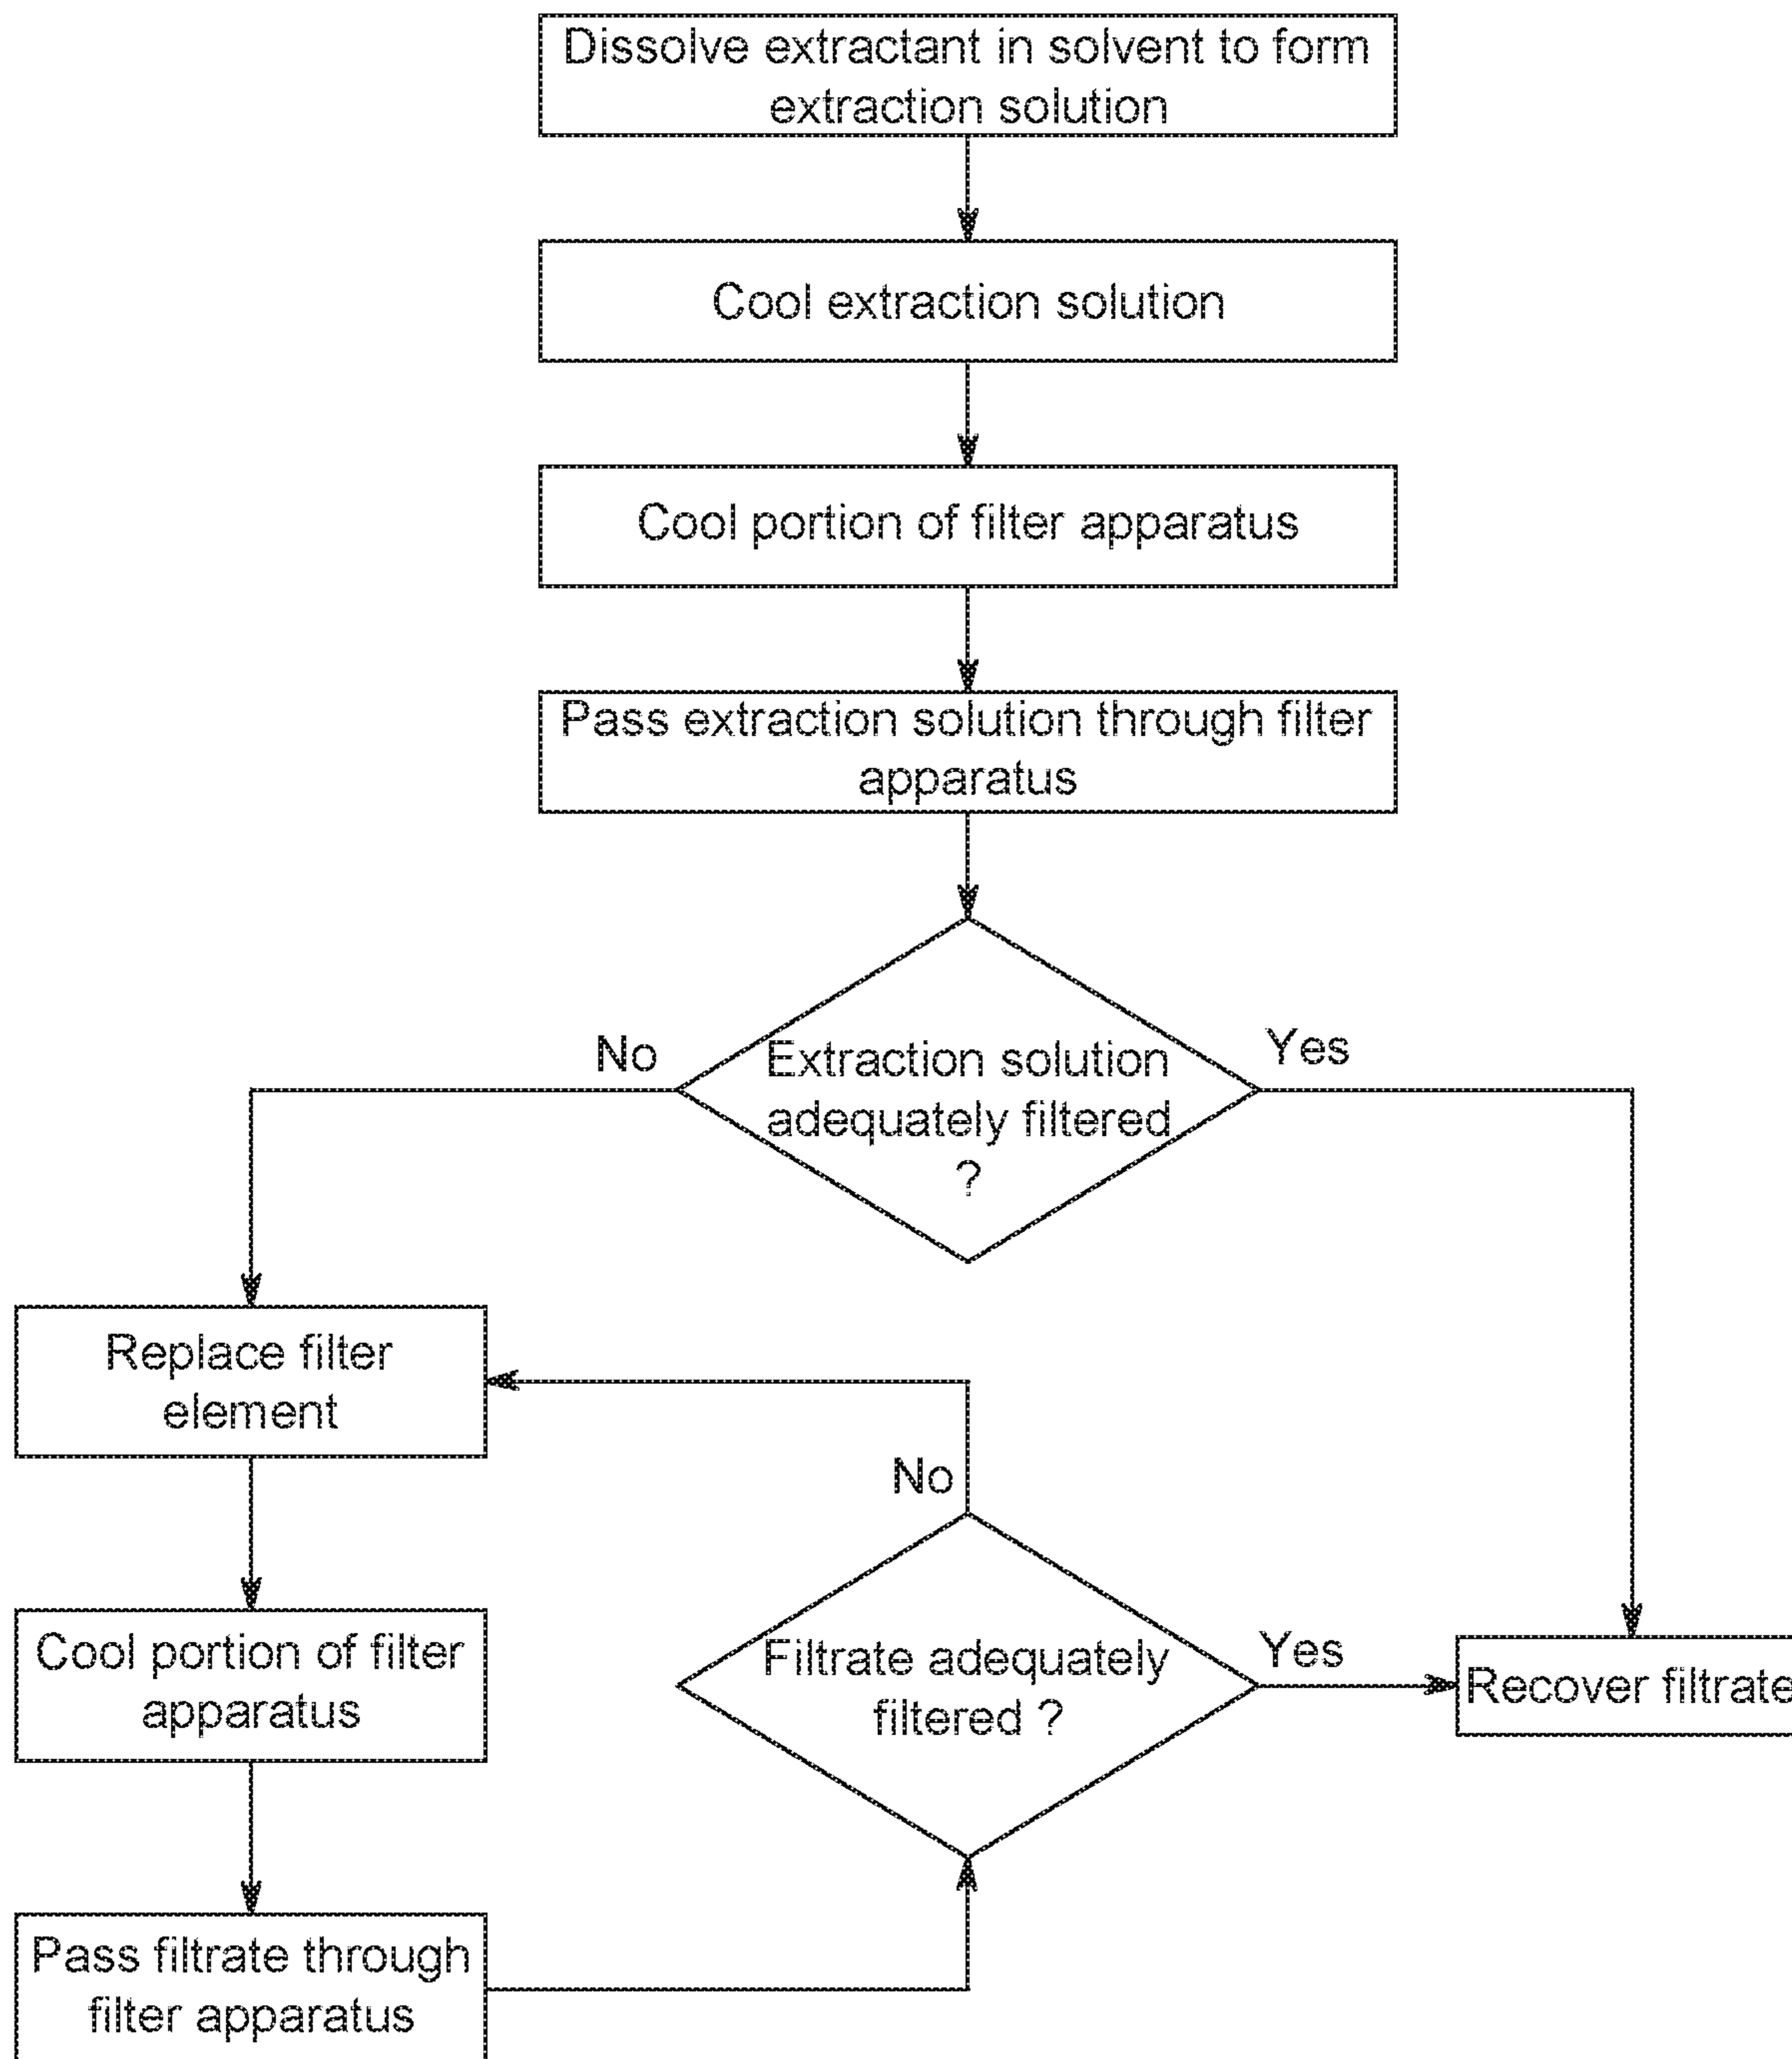 Dissolve extractant in solvent to form
extraction solution
Cool extraction solution
Cool portion of filter apparatus
Pass extraction solution through filter
apparatus
No
Yes
Extraction solution
adequately filtered
?
Replace filter
element
No
Cool portion of filter
apparatus
Filtrate adequately
filtered ?
Yes
Recover filtrate
Pass filtrate through
filter apparatus